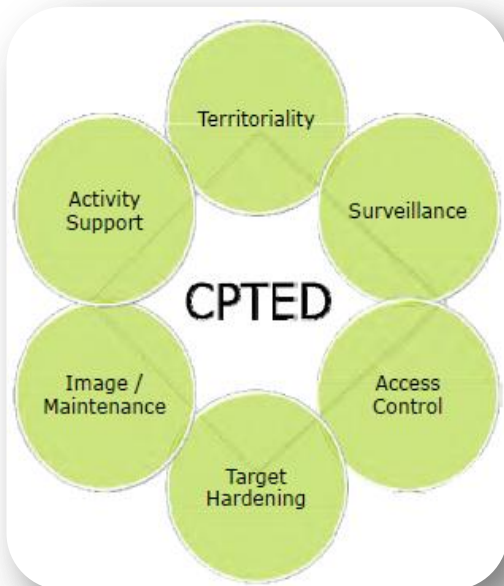 Territoriality
Activity
Support
Surveillance
CPTED
Image /
Maintenance
Access
Control
Target
Hardening